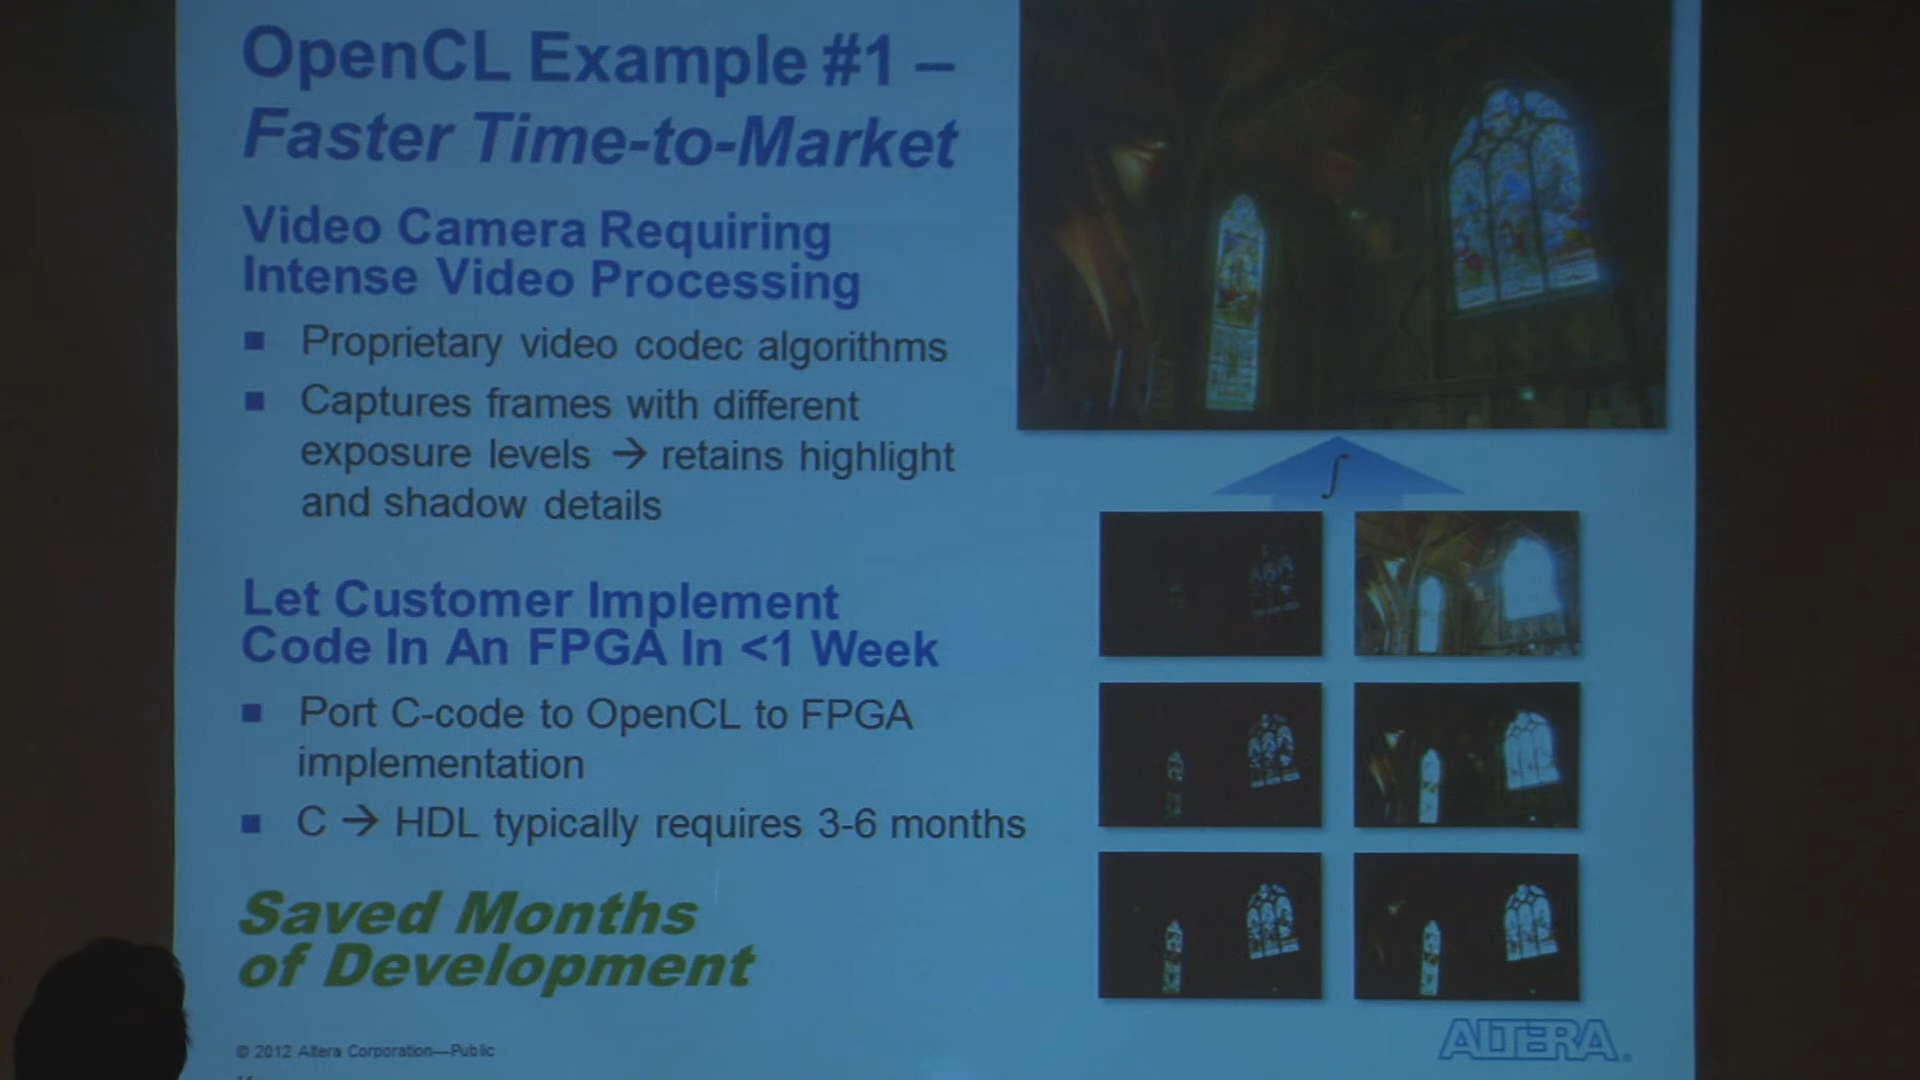 OpenCL Example #1 –
Faster Time-to-Market
Video Camera Requiring
Intense Video Processing
■ Proprietary video codec algorithms
■ Captures frames with different
exposure levels → retains highlight
and shadow details
∫
Let Customer Implement
Code In An FPGA In <1 Week
■ Port C-code to OpenCL to FPGA
implementation
■ C → HDL typically requires 3-6 months
Saved Months
of Development
© 2012 Altera Corporation—Public
ALTERA.